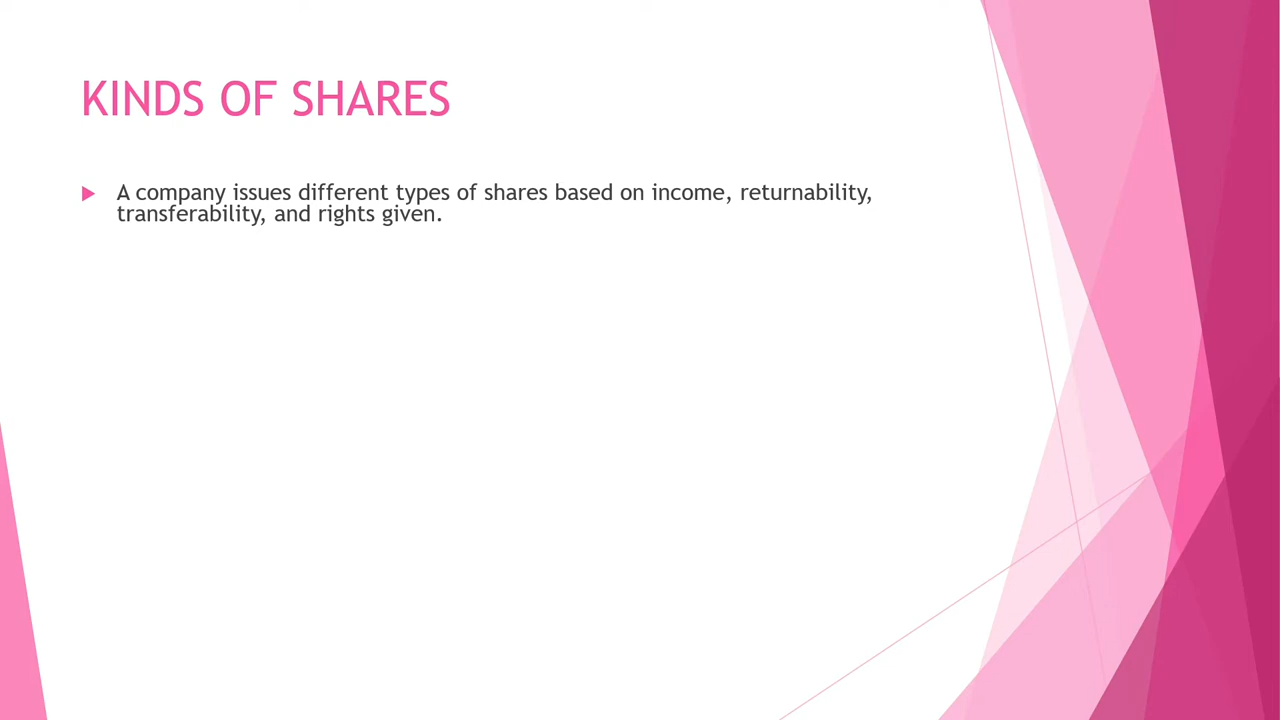 KINDS OF SHARES
A company issues different types of shares based on income, returnability,
transferability, and rights given.